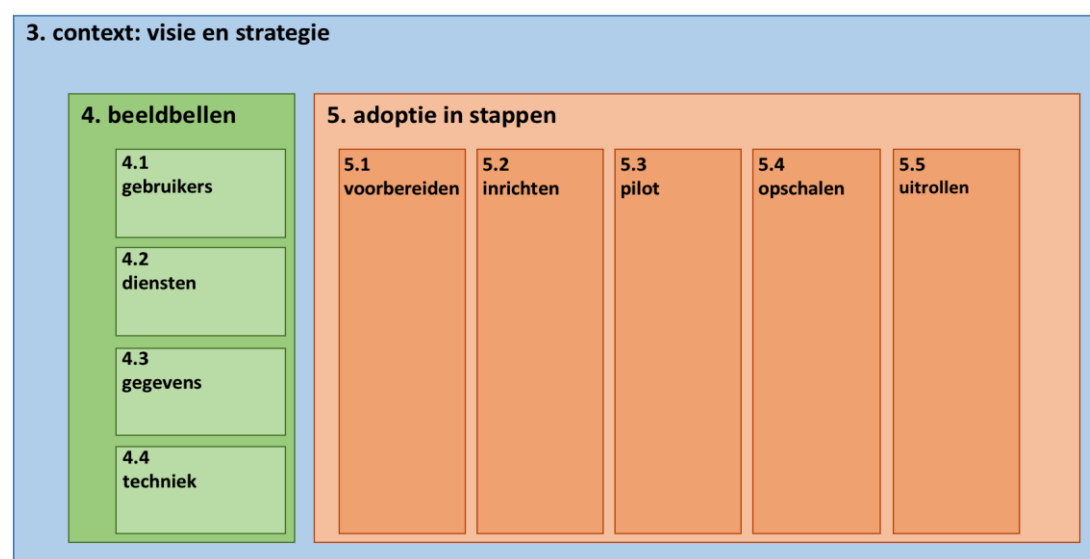 3. context: visie en strategie
4. beeldbellen
4.1
gebruikers
4.2
diensten
4.3
gegevens
4.4
techniek
5. adoptie in stappen
5.1
voorbereiden
5.2
inrichten
5.3
pilot
5.4
opschalen
5.5
uitrollen